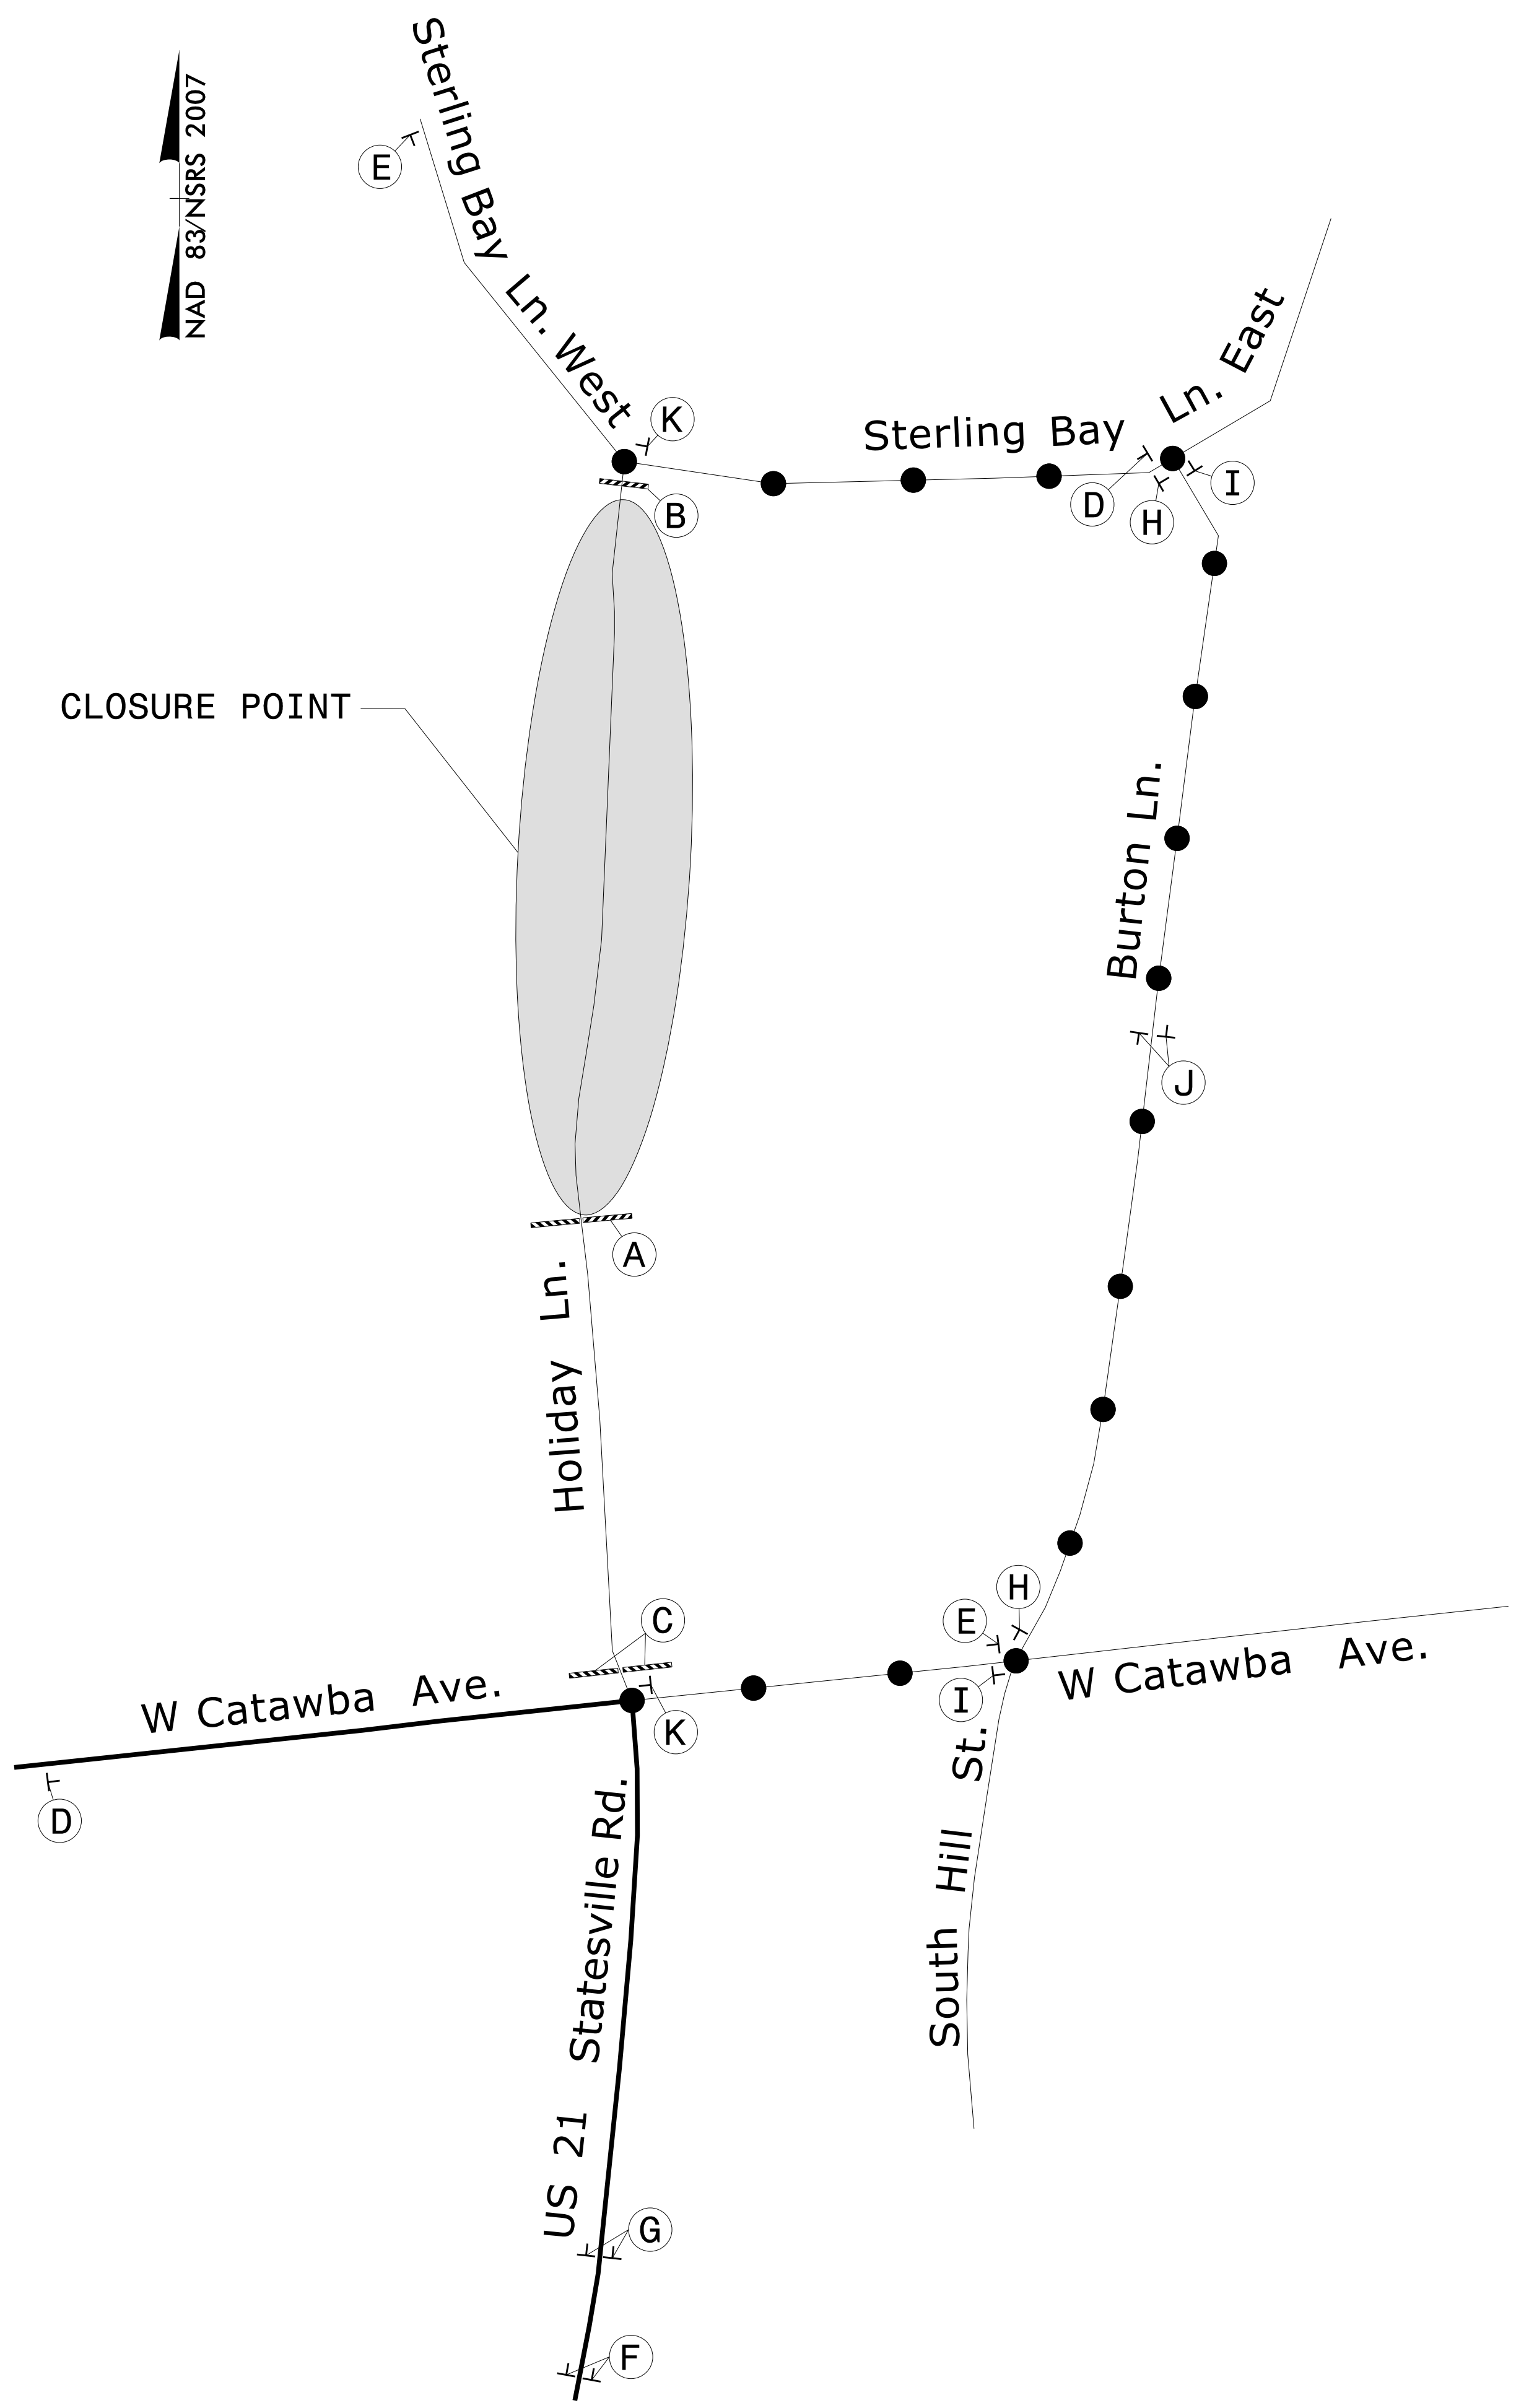 Sterling Bay Ln. West
NAD 83/NSRS 2007
E
Sterling Bay Ln. East
K
D
H
I
B
CLOSURE POINT
Burton Ln.
J
A
Holiday Ln.
H
E
C
I
K
W Catawba Ave.
W Catawba Ave.
D
South Hill St.
US 21 Statesville Rd.
G
F